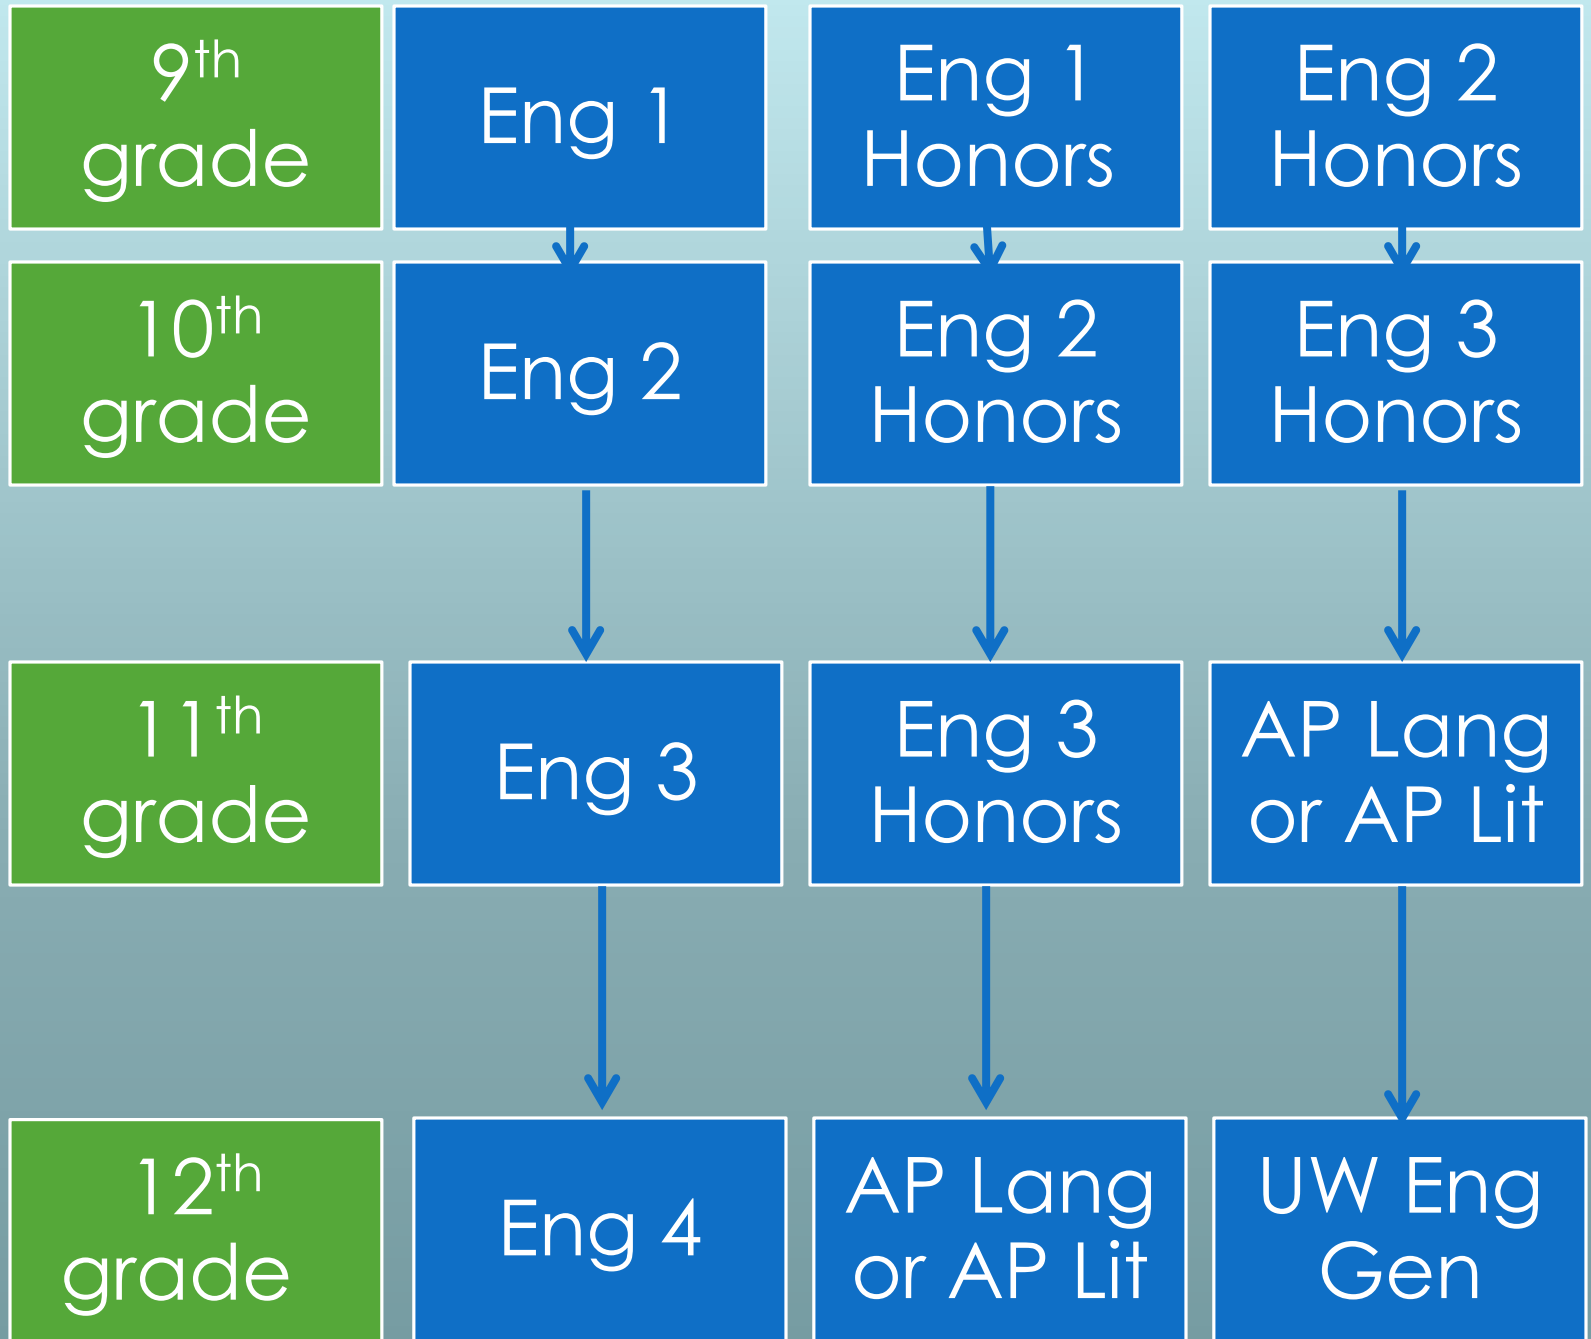 9th
grade
Eng 1
Eng 1
Honors
Eng 2
Honors
10th
grade
Eng 2
Eng 2
Honors
Eng 3
Honors
11th
grade
Eng 3
Eng 3
Honors
AP Lang
or AP Lit
12th
grade
Eng 4
AP Lang
or AP Lit
UW Eng
Gen